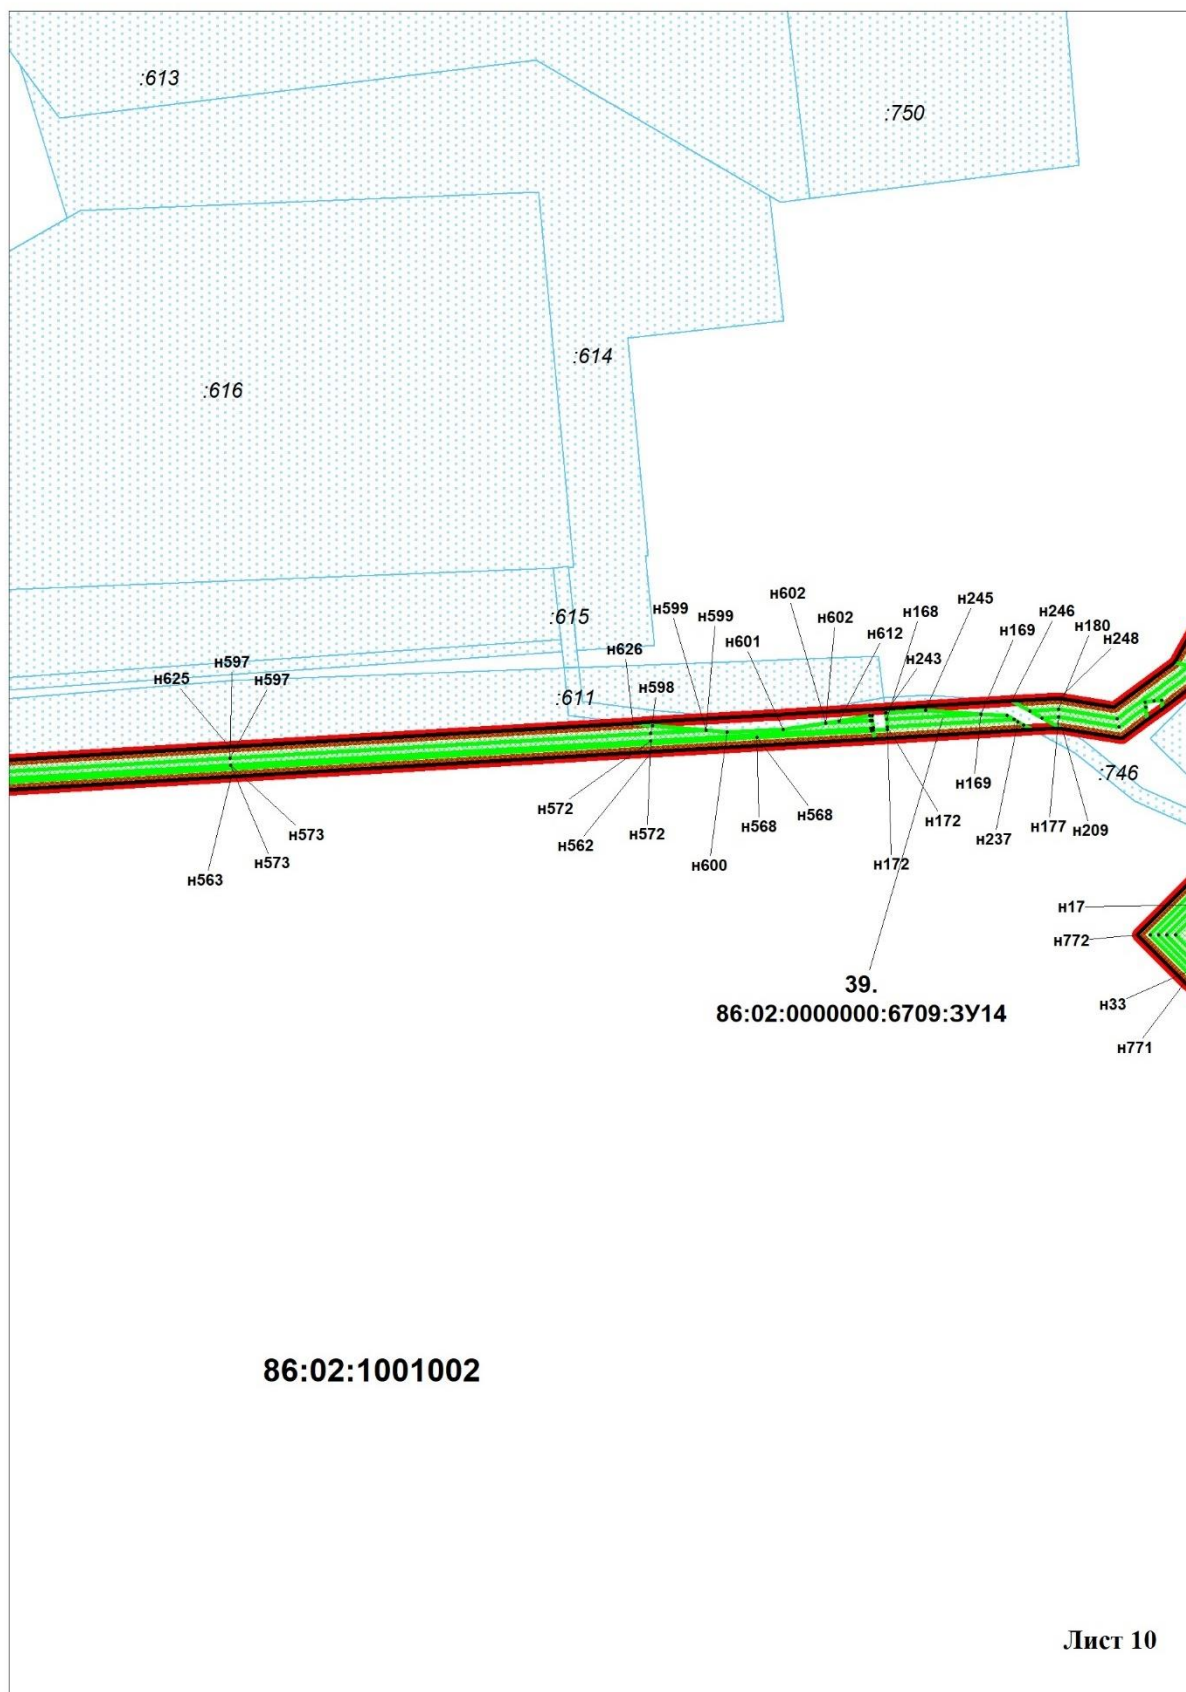 :613
:750
:614
:616
н602
н245
н599
н168
н246
:615
н599
н602
н169
н180
н601
н612
н248
н597
н626
н243
н625
н597
н598
:611
:746
н572
н169
н573
н568
н568
н172
н177
н209
н562
н572
н237
н573
н600
н172
н563
н17
н772
39.
86:02:0000000:6709:ЗУ14
н33
н771
86:02:1001002
Лист 10